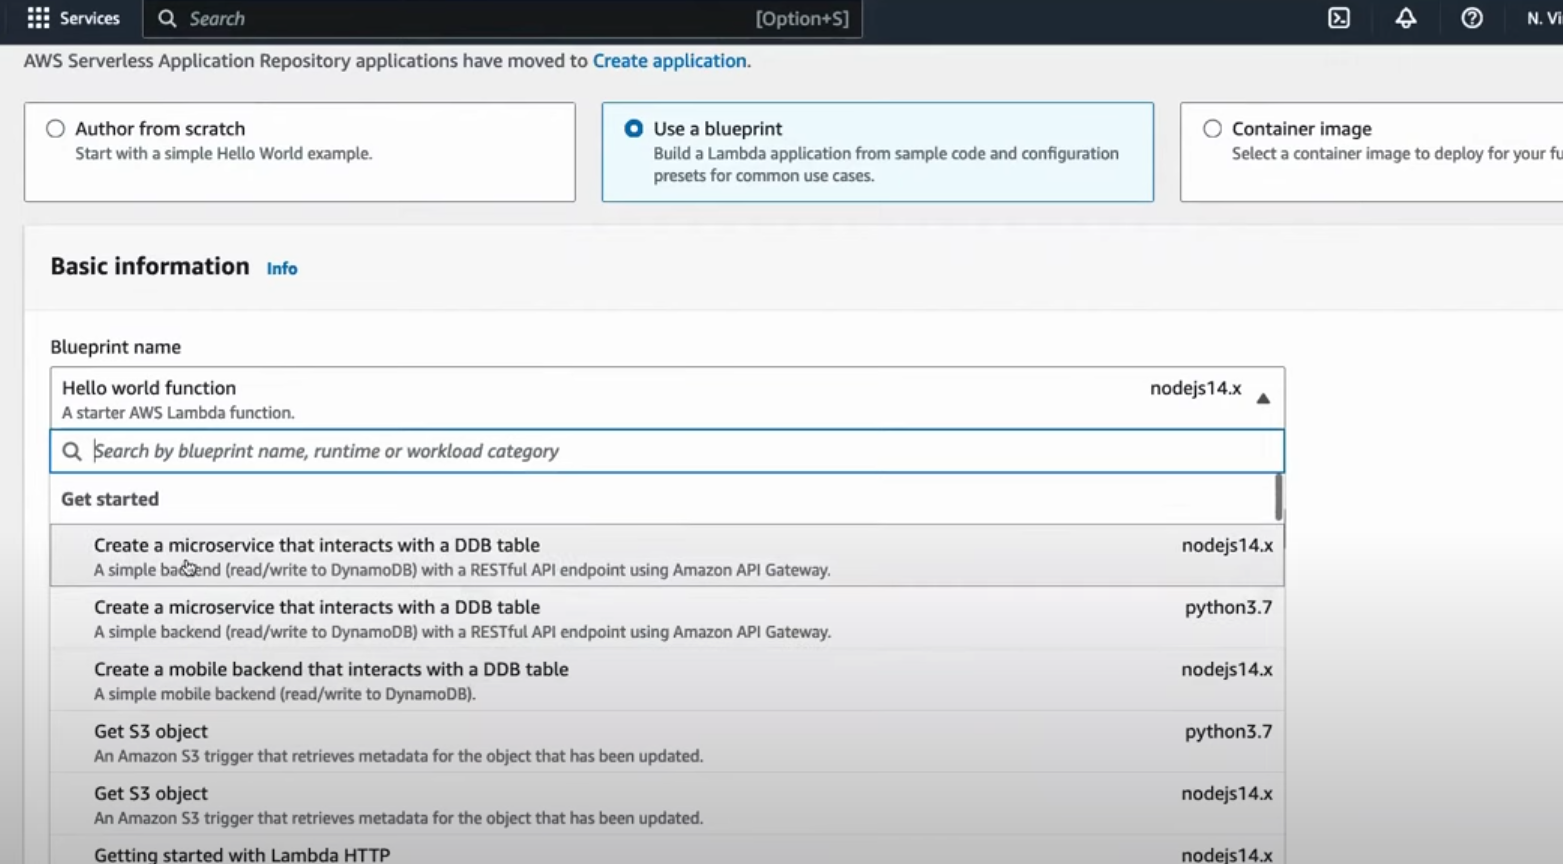 Services
Search
[Option+S]
N. Vi
AWS Serverless Application Repository applications have moved to Create application.
Author from scratch
Start with a simple Hello World example.
Use a blueprint
Build a Lambda application from sample code and configuration
presets for common use cases.
Container image
Select a container image to deploy for your fu
Basic information Info
Blueprint name
Hello world function nodejs14.x
A starter AWS Lambda function.
Search by blueprint name, runtime or workload category
Get started
Create a microservice that interacts with a DDB table nodejs14.x
A simple backend (read/write to DynamoDB) with a RESTful API endpoint using Amazon API Gateway.
Create a microservice that interacts with a DDB table python3.7
A simple backend (read/write to DynamoDB) with a RESTful API endpoint using Amazon API Gateway.
Create a mobile backend that interacts with a DDB table nodejs14.x
A simple mobile backend (read/write to DynamoDB).
Get S3 object python3.7
An Amazon S3 trigger that retrieves metadata for the object that has been updated.
Get S3 object nodejs14.x
An Amazon S3 trigger that retrieves metadata for the object that has been updated.
Getting started with Lambda HTTP nodejs14.x